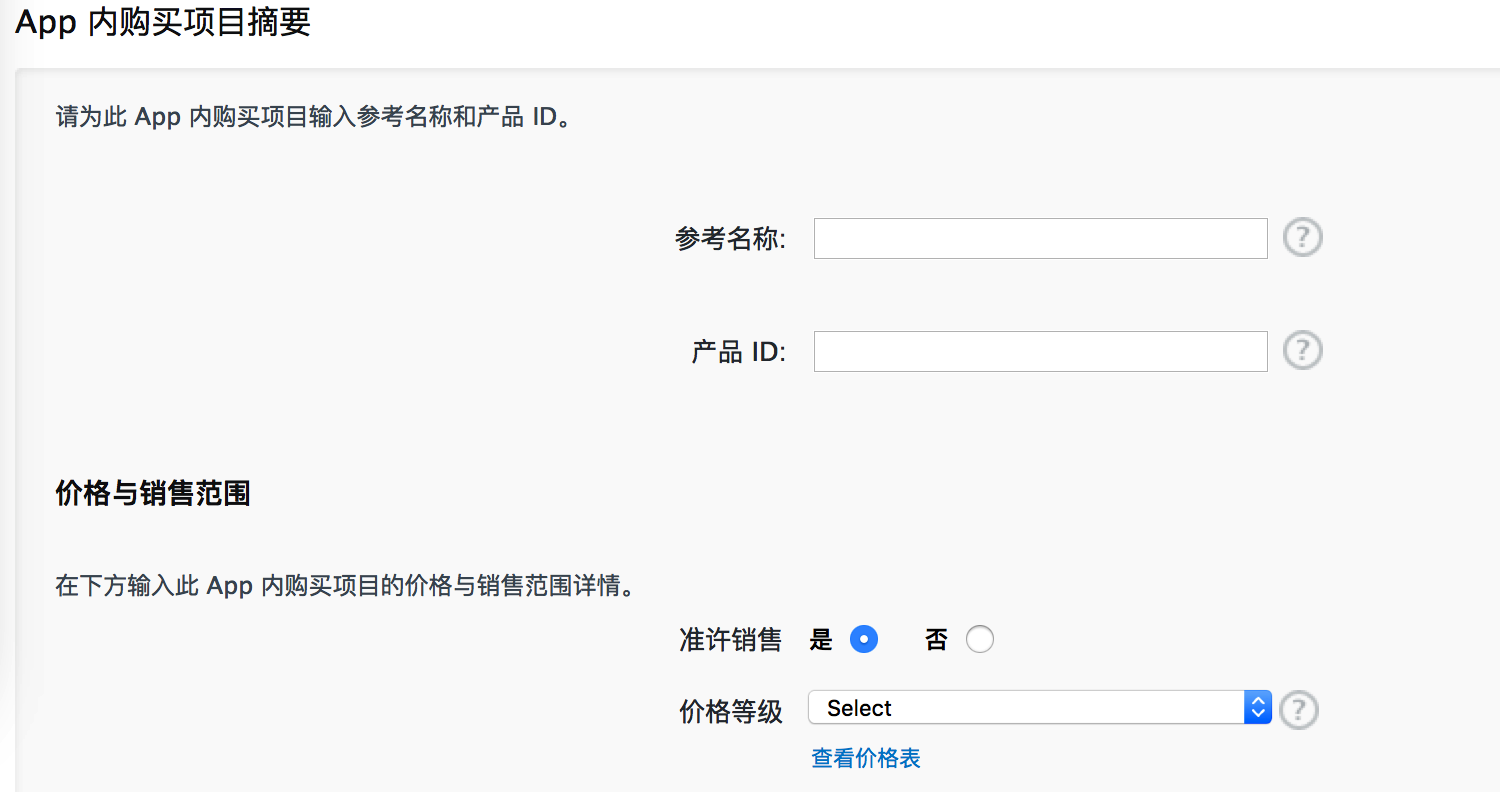 App 内购买项目摘要
请为此 App 内购买项目输入参考名称和产品 ID。
参考名称:
?
产品 ID:
?
价格与销售范围
在下方输入此 App 内购买项目的价格与销售范围详情。
准许销售 是 否
价格等级 Select ?
查看价格表